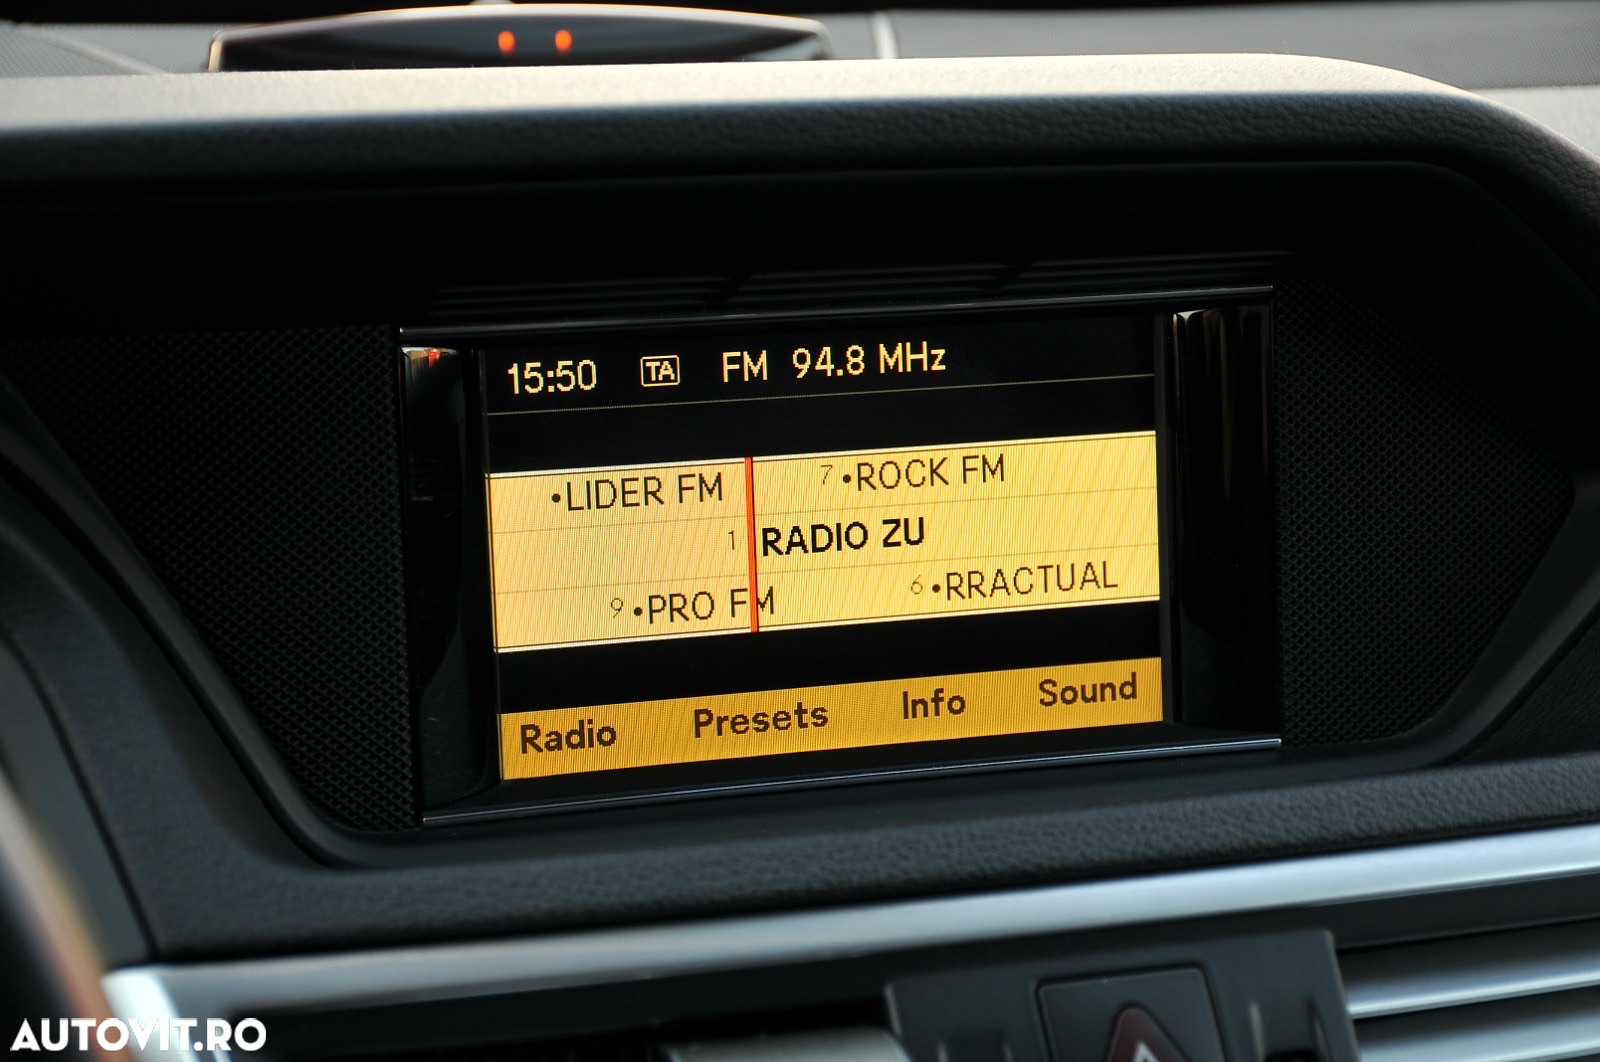 15:50 TA FM 94.8 MHz
•LIDER FM 7 •ROCK FM
1 RADIO ZU
9 •PRO FM 6 •RRACTUAL
Radio Presets Info Sound
AUTOVIT.RO